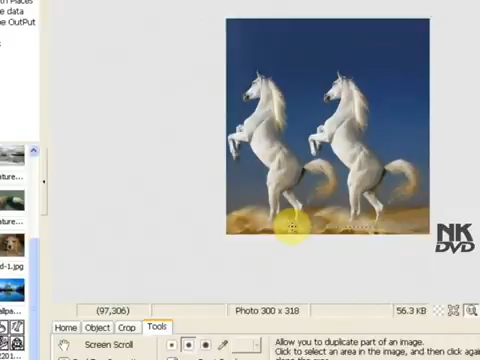 h Places
e data
e OutPut
ature...
ature...
d-1.jpg
allpa...
2201...
NK
DVD
(97,306)
Photo 300 x 318
56.3 KB
Home
Object
Crop
Tools
Screen Scroll
Allow you to duplicate part of an image.
Click to select an area in the image, and then click again